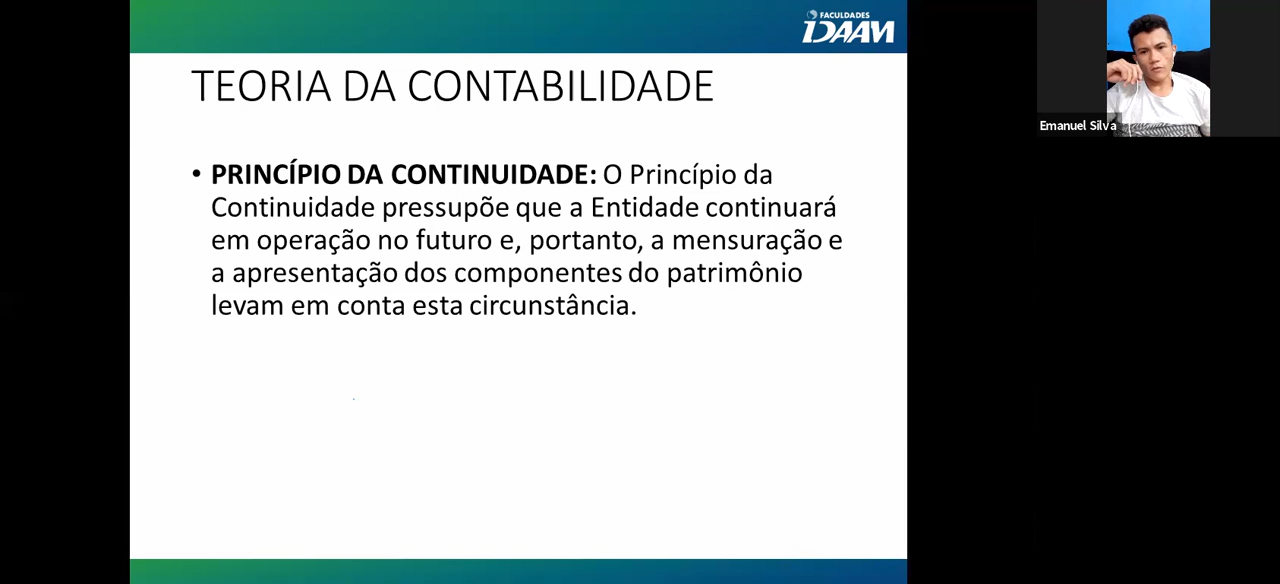 FACULDADES
IDAAM
TEORIA DA CONTABILIDADE
• PRINCÍPIO DA CONTINUIDADE: O Princípio da
Continuidade pressupõe que a Entidade continuará
em operação no futuro e, portanto, a mensuração e
a apresentação dos componentes do patrimônio
levam em conta esta circunstância.
Emanuel Silva